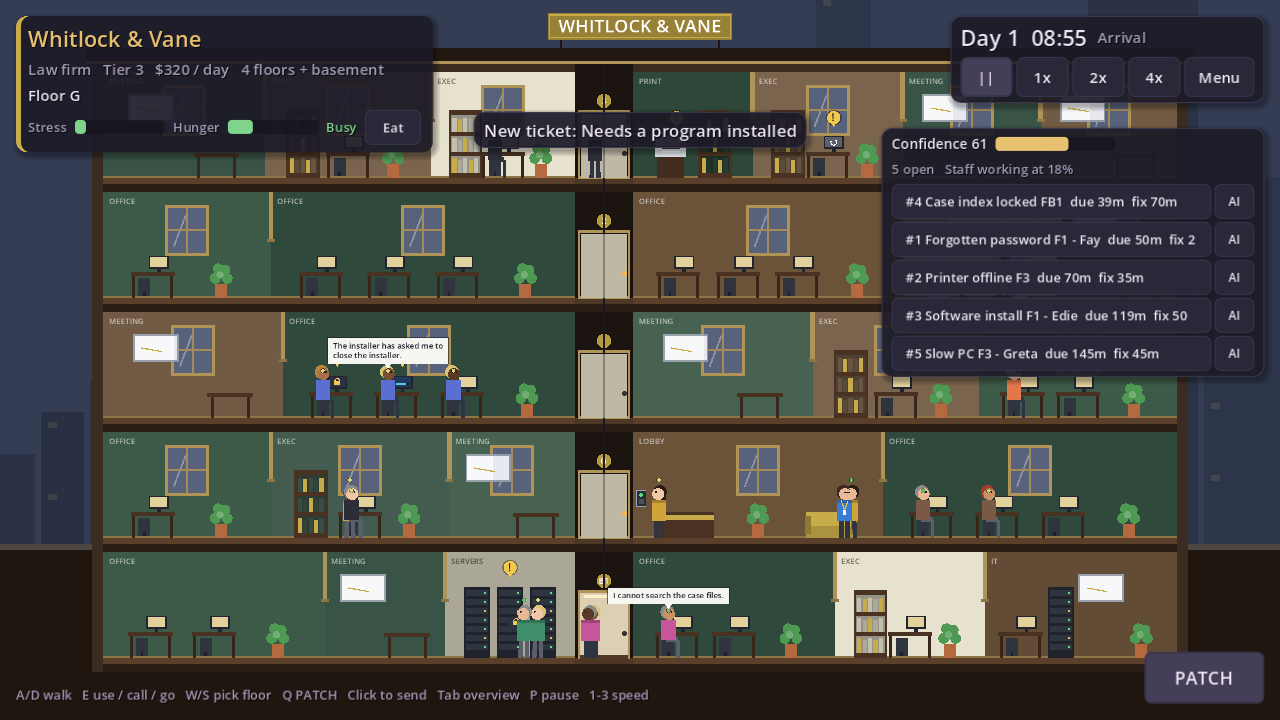 WHITLOCK & VANE
Whitlock & Vane
Law firm Tier 3 $320 / day 4 floors + basement
Floor G
Stress Hunger Busy Eat
Day 1 08:55 Arrival
|| 1x 2x 4x Menu
EXEC PRINT EXEC MEETING
New ticket: Needs a program installed
Confidence 61
5 open Staff working at 18%
#4 Case index locked FB1 due 39m fix 70m AI
#1 Forgotten password F1 - Fay due 50m fix 2 AI
#2 Printer offline F3 due 70m fix 35m AI
#3 Software install F1 - Edie due 119m fix 50 AI
#5 Slow PC F3 - Greta due 145m fix 45m AI
OFFICE OFFICE OFFICE
MEETING OFFICE MEETING EXEC
The installer has asked me to
close the installer.
OFFICE EXEC MEETING LOBBY OFFICE
OFFICE MEETING SERVERS OFFICE EXEC IT
!
I cannot search the case files.
A/D walk E use / call / go W/S pick floor Q PATCH Click to send Tab overview P pause 1-3 speed
PATCH